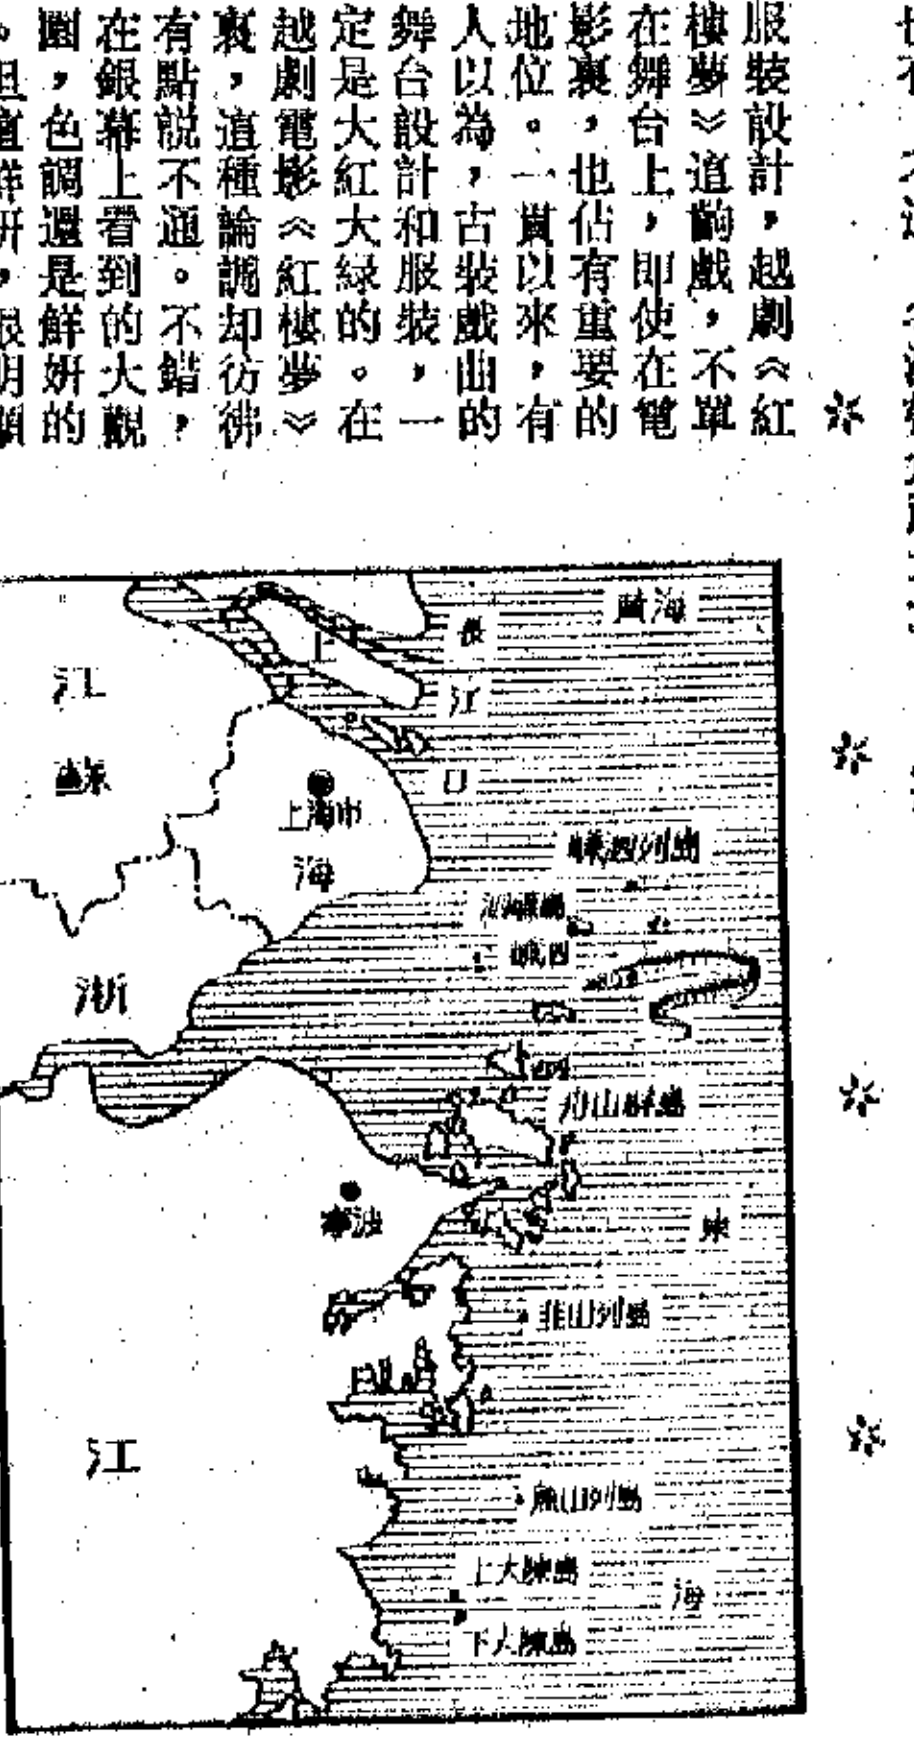 服裝設計,越劇《紅
樓夢》這齣戲,不單
在舞台上,即使在電
影裏,也佔有重要的
地位。一貫以來,有
人以為,古裝戲曲的
舞台設計和服裝,一
定是大紅大綠的。在
越劇電影《紅樓夢》
裏,這種論調却彷彿
有點說不通。不錯,
在銀幕上看到的大觀
園,色調還是鮮妍的
黃海
長江口
江蘇
上海
上海市
嵊泗列島
嵊泗
浙江
舟山群島
寧波
東海
韭山列島
魚山列島
上大陳島
下大陳島